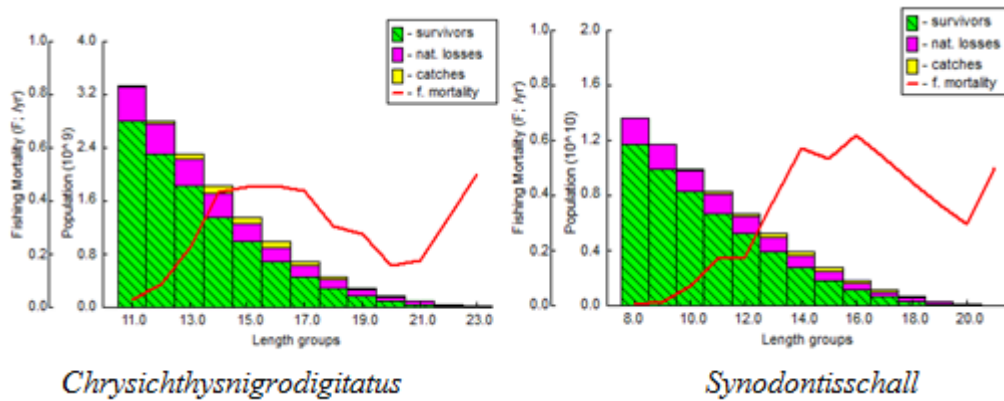 - survivors
- nat. losses
- catches
- f. mortality
Fishing Mortality (F; /yr)
1.0
0.8
0.6
0.4
0.2
0.0
Population (10^9)
4.0
3.2
2.4
1.6
0.8
0.0
11.0 13.0 15.0 17.0 19.0 21.0 23.0
Length groups
Chrysichthysnigrodigitatus
- survivors
- nat. losses
- catches
- f. mortality
Fishing Mortality (F; /yr)
1.0
0.8
0.6
0.4
0.2
0.0
Population (10^10)
2.0
1.6
1.2
0.8
0.4
0.0
8.0 10.0 12.0 14.0 16.0 18.0 20.0
Length groups
Synodontisschall